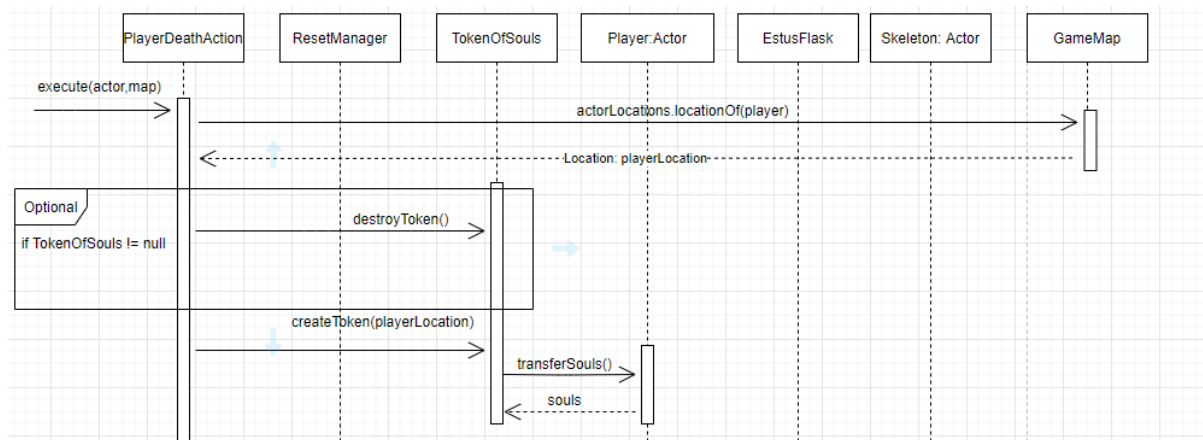 PlayerDeathAction
ResetManager
TokenOfSouls
Player:Actor
EstusFlask
Skeleton: Actor
GameMap
execute(actor,map)
actorLocations.locationOf(player)
Location: playerLocation
Optional
destroyToken()
if TokenOfSouls != null
createToken(playerLocation)
transferSouls()
souls